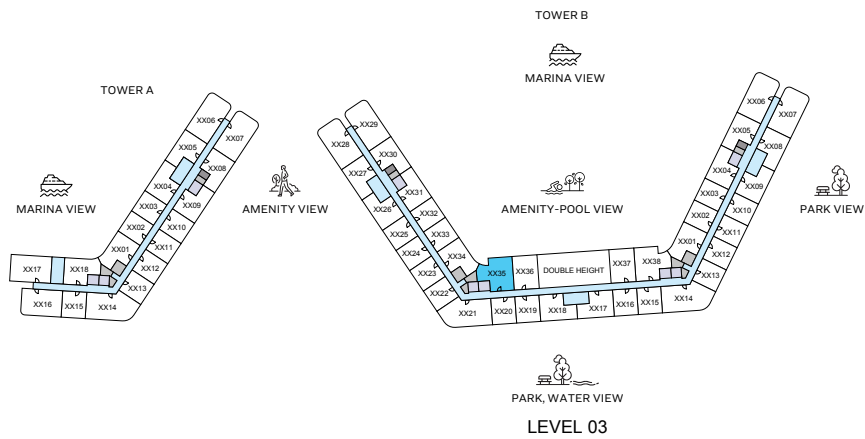 TOWER B
MARINA VIEW
TOWER A
MARINA VIEW
AMENITY VIEW
AMENITY-POOL VIEW
PARK VIEW
XX06
XX07
XX05
XX08
XX04
XX09
XX03
XX10
XX02
XX11
XX01
XX12
XX13
XX17
XX18
XX16
XX15
XX14
XX29
XX28
XX30
XX27
XX31
XX26
XX32
XX25
XX33
XX24
XX34
XX23
XX22
XX21
XX35
XX36
DOUBLE HEIGHT
XX37
XX38
XX20
XX19
XX18
XX17
XX16
XX15
XX14
XX06
XX07
XX05
XX08
XX04
XX09
XX03
XX10
XX02
XX11
XX01
XX12
XX13
PARK, WATER VIEW
LEVEL 03